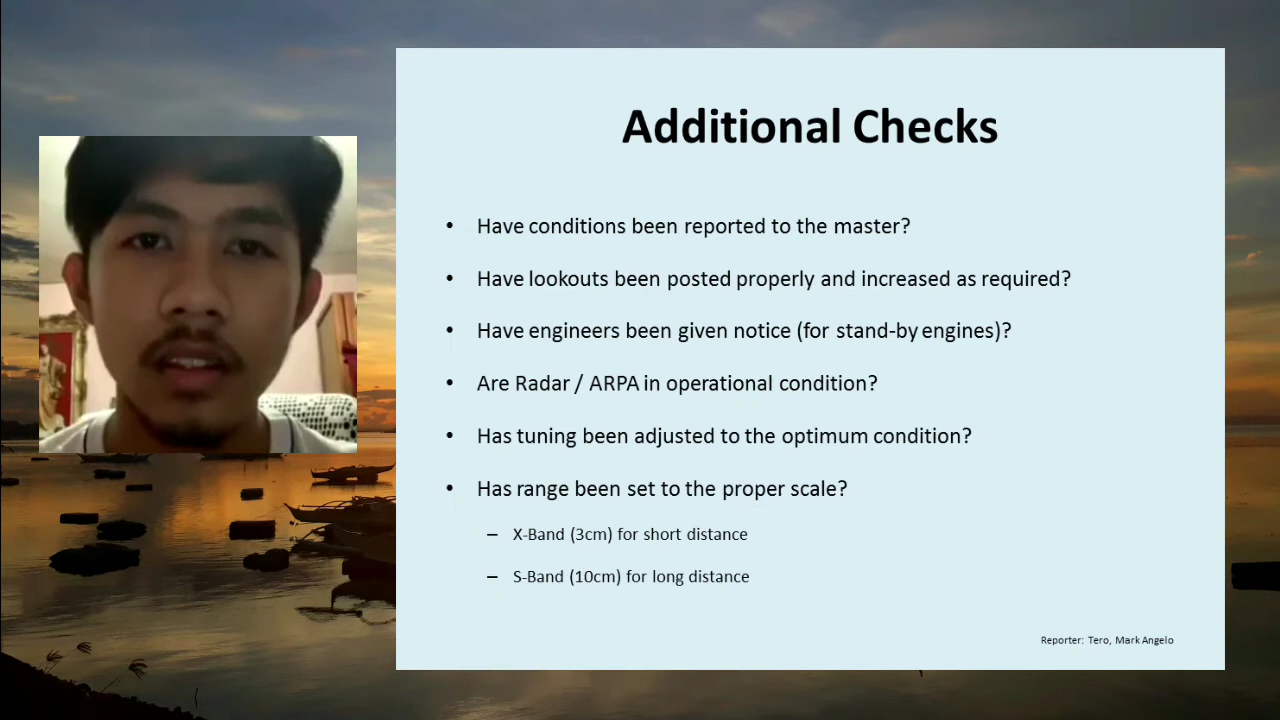 Additional Checks
• Have conditions been reported to the master?
• Have lookouts been posted properly and increased as required?
• Have engineers been given notice (for stand-by engines)?
• Are Radar / ARPA in operational condition?
• Has tuning been adjusted to the optimum condition?
• Has range been set to the proper scale?
– X-Band (3cm) for short distance
– S-Band (10cm) for long distance
Reporter: Tero, Mark Angelo